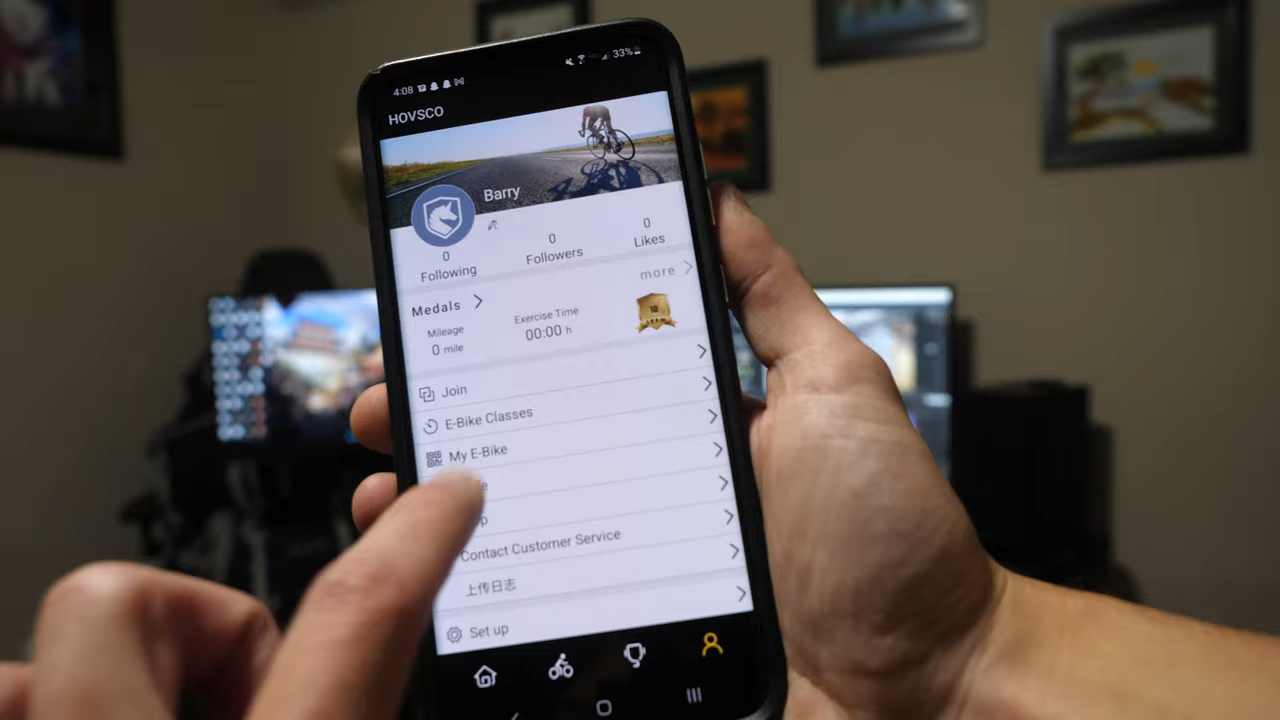 4:08
33%
HOVSCO
Barry
0
Following
0
Followers
0
Likes
more
Medals
Mileage
0 mile
Exercise Time
00:00 h
10
Join
E-Bike Classes
My E-Bike
Contact Customer Service
上传日志
Set up